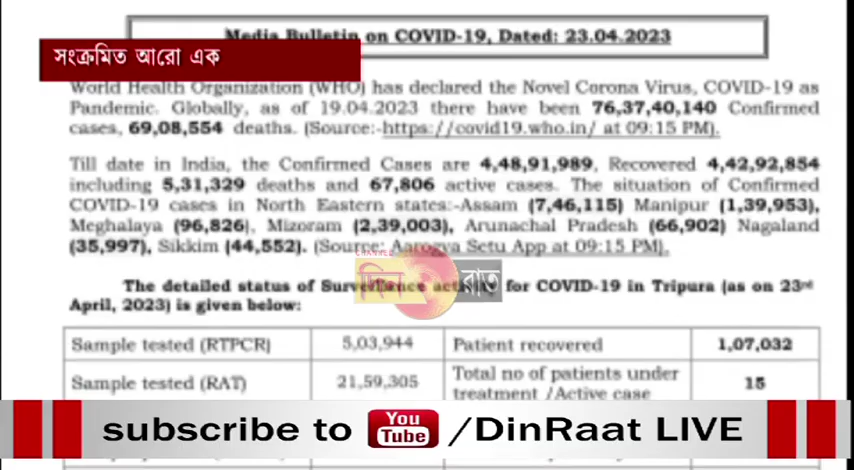 Media Bulletin on COVID-19, Dated: 23.04.2023
সংক্রমিত আরো এক
World Health Organization (WHO) has declared the Novel Corona Virus, COVID-19 as
Pandemic. Globally, as of 19.04.2023 there have been 76,37,40,140 Confirmed
cases, 69,08,554 deaths. (Source:-https://covid19.who.in/ at 09:15 PM).
Till date in India, the Confirmed Cases are 4,48,91,989, Recovered 4,42,92,854
including 5,31,329 deaths and 67,806 active cases. The situation of Confirmed
COVID-19 cases in North Eastern states:-Assam (7,46,115) Manipur (1,39,953),
Meghalaya (96,826), Mizoram (2,39,003), Arunachal Pradesh (66,902) Nagaland
(35,997), Sikkim (44,552). (Source: Aarogya Setu App at 09:15 PM).
CHANNEL
দিন রাত
The detailed status of Surveillence for COVID-19 in Tripura (as on 23rd
April, 2023) is given below:
Sample tested (RTPCR) 5,03,944 Patient recovered 1,07,032
Sample tested (RAT) 21,59,305 Total no of patients under
treatment /Active case 15
subscribe to You Tube /DinRaat LIVE